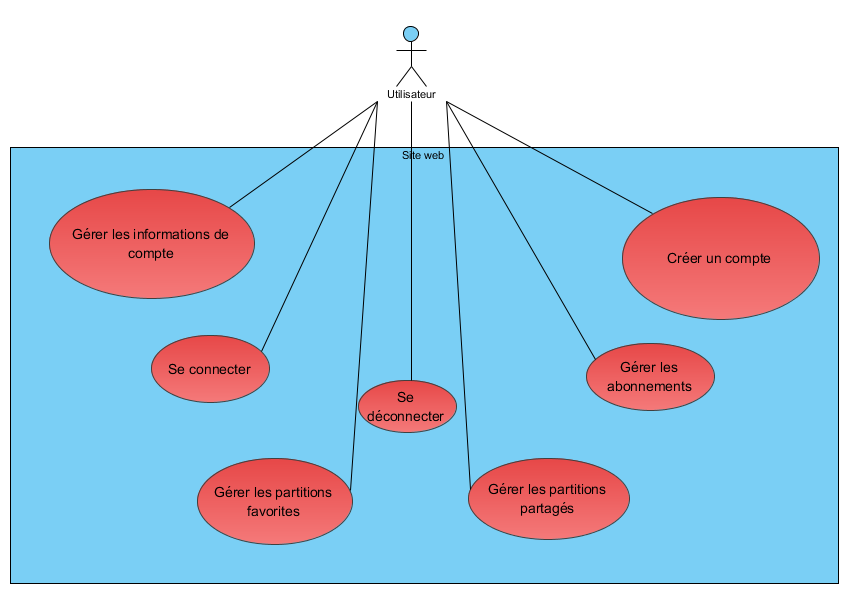 Utilisateur
Site web
Gérer les informations de
compte
Créer un compte
Se connecter
Gérer les
abonnements
Se
déconnecter
Gérer les partitions
favorites
Gérer les partitions
partagés